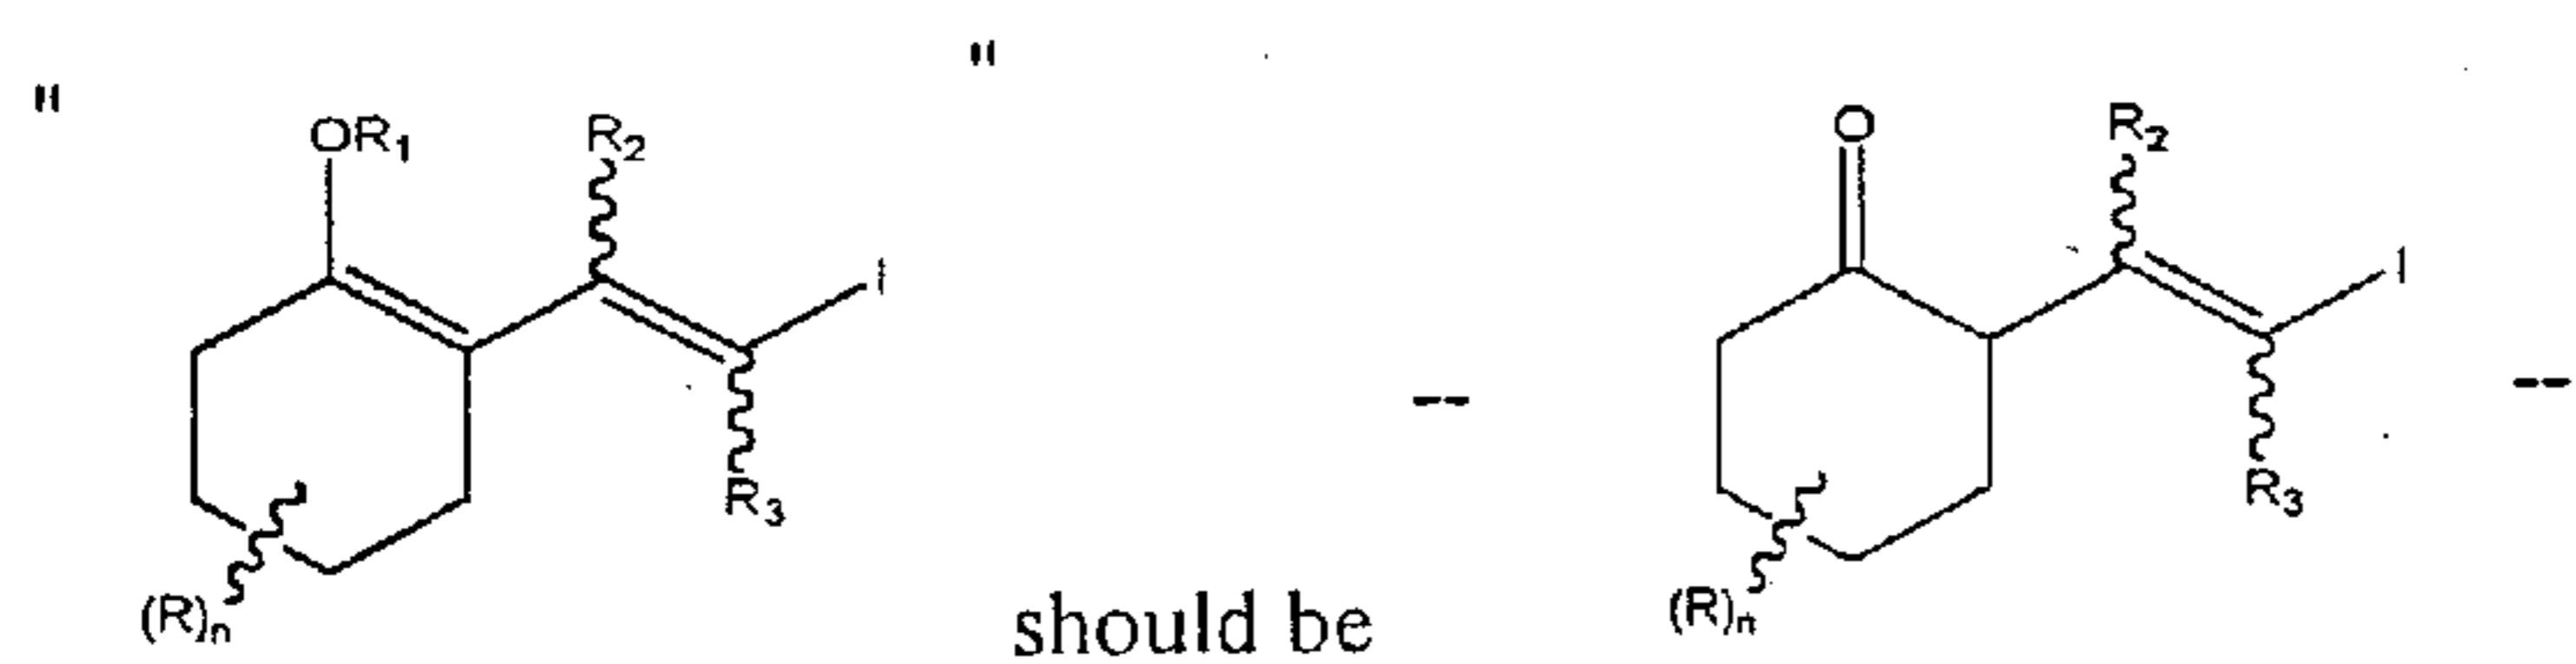 " "
OR₁ R₂ I R₃ (R)ₙ
should be
-- O R₂ I R₃ (R)ₙ --